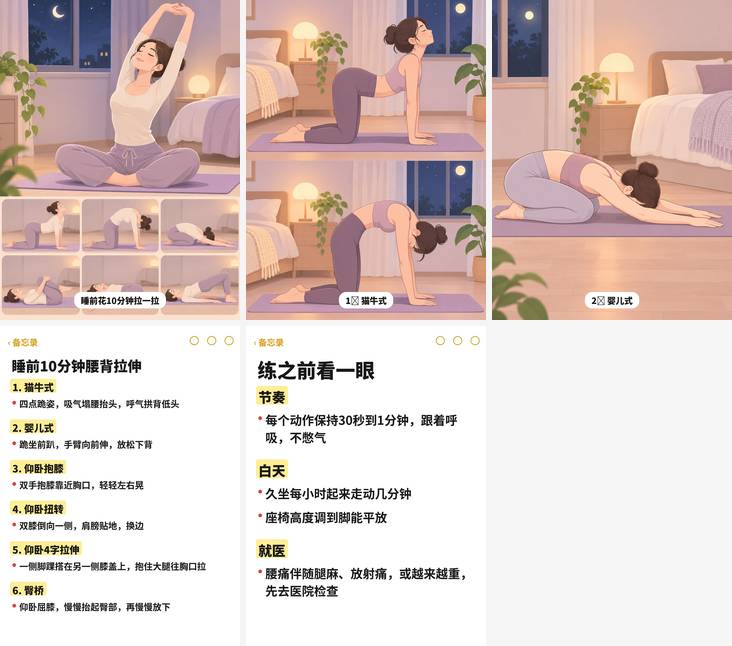 睡前花10分钟拉一拉
1 猫牛式
2 婴儿式
‹ 备忘录
睡前10分钟腰背拉伸
1. 猫牛式
• 四点跪姿，吸气塌腰抬头，呼气拱背低头
2. 婴儿式
• 跪坐前趴，手臂向前伸，放松下背
3. 仰卧抱膝
• 双手抱膝靠近胸口，轻轻左右晃
4. 仰卧扭转
• 双膝倒向一侧，肩膀贴地，换边
5. 仰卧4字拉伸
• 一侧脚踝搭在另一侧膝盖上，抱住大腿往胸口拉
6. 臀桥
• 仰卧屈膝，慢慢抬起臀部，再慢慢放下
‹ 备忘录
练之前看一眼
节奏
• 每个动作保持30秒到1分钟，跟着呼
吸，不憋气
白天
• 久坐每小时起来走动几分钟
• 座椅高度调到脚能平放
就医
• 腰痛伴随腿麻、放射痛，或越来越重，
先去医院检查